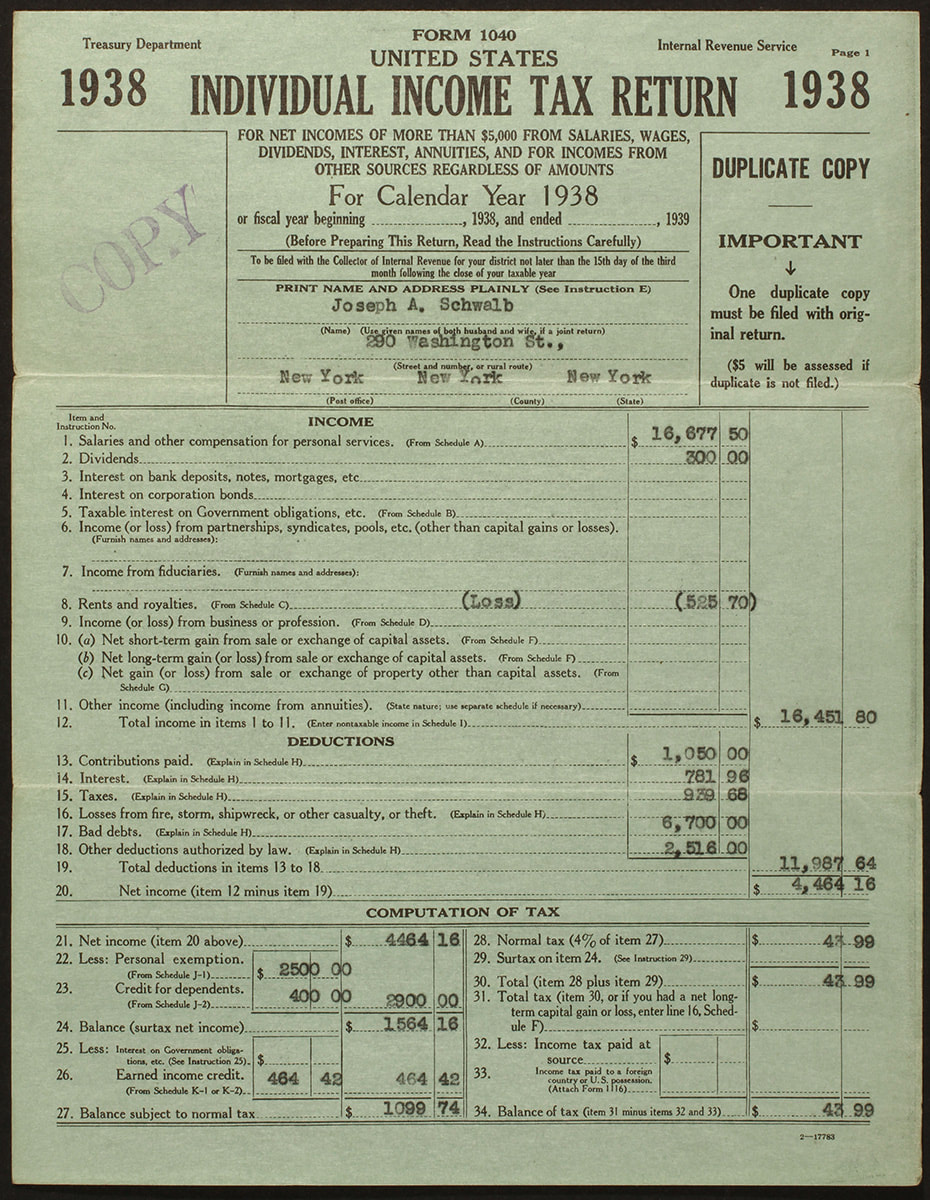 Treasury Department
FORM 1040
UNITED STATES
Internal Revenue Service
Page 1
1938 INDIVIDUAL INCOME TAX RETURN 1938
COPY
FOR NET INCOMES OF MORE THAN $5,000 FROM SALARIES, WAGES,
DIVIDENDS, INTEREST, ANNUITIES, AND FOR INCOMES FROM
OTHER SOURCES REGARDLESS OF AMOUNTS
For Calendar Year 1938
or fiscal year beginning , 1938, and ended , 1939
(Before Preparing This Return, Read the Instructions Carefully)
To be filed with the Collector of Internal Revenue for your district not later than the 15th day of the third
month following the close of your taxable year
PRINT NAME AND ADDRESS PLAINLY (See Instruction E)
Joseph A. Schwalb
(Name) (Use given names of both husband and wife, if a joint return)
290 Washington St.,
(Street and number, or rural route)
New York New York New York
(Post office) (County) (State)
DUPLICATE COPY
IMPORTANT
↓
One duplicate copy
must be filed with orig-
inal return.
($5 will be assessed if
duplicate is not filed.)
Item and
Instruction No.
INCOME
1. Salaries and other compensation for personal services. (From Schedule A) $ 16,677 50
2. Dividends 300 00
3. Interest on bank deposits, notes, mortgages, etc
4. Interest on corporation bonds
5. Taxable interest on Government obligations, etc. (From Schedule B)
6. Income (or loss) from partnerships, syndicates, pools, etc. (other than capital gains or losses).
(Furnish names and addresses):
7. Income from fiduciaries. (Furnish names and addresses):
8. Rents and royalties. (From Schedule C) (Loss) (525 70)
9. Income (or loss) from business or profession. (From Schedule D)
10. (a) Net short-term gain from sale or exchange of capital assets. (From Schedule F)
(b) Net long-term gain (or loss) from sale or exchange of capital assets. (From Schedule F)
(c) Net gain (or loss) from sale or exchange of property other than capital assets. (From
Schedule G)
11. Other income (including income from annuities). (State nature; use separate schedule if necessary)
12. Total income in items 1 to 11. (Enter nontaxable income in Schedule I) $ 16,451 80
DEDUCTIONS
13. Contributions paid. (Explain in Schedule H) $ 1,050 00
14. Interest. (Explain in Schedule H) 781 96
15. Taxes. (Explain in Schedule H) 939 68
16. Losses from fire, storm, shipwreck, or other casualty, or theft. (Explain in Schedule H)
17. Bad debts. (Explain in Schedule H) 6,700 00
18. Other deductions authorized by law. (Explain in Schedule H) 2,516 00
19. Total deductions in items 13 to 18 11,987 64
20. Net income (item 12 minus item 19) $ 4,464 16
COMPUTATION OF TAX
21. Net income (item 20 above) $ 4464 16
22. Less: Personal exemption.
(From Schedule J-1) $ 2500 00
23. Credit for dependents.
(From Schedule J-2) 400 00 2900 00
24. Balance (surtax net income) $ 1564 16
25. Less: Interest on Government obliga-
tions, etc. (See Instruction 25) $
26. Earned income credit. 464 42 464 42
(From Schedule K-1 or K-2)
27. Balance subject to normal tax $ 1099 74
28. Normal tax (4% of item 27) $ 43 99
29. Surtax on item 24. (See Instruction 29)
30. Total (item 28 plus item 29) $ 43 99
31. Total tax (item 30, or if you had a net long-
term capital gain or loss, enter line 16, Sched-
ule F) $
32. Less: Income tax paid at
source $
33. Income tax paid to a foreign
country or U. S. possession.
(Attach Form 1116)
34. Balance of tax (item 31 minus items 32 and 33) $ 43 99
2—17783